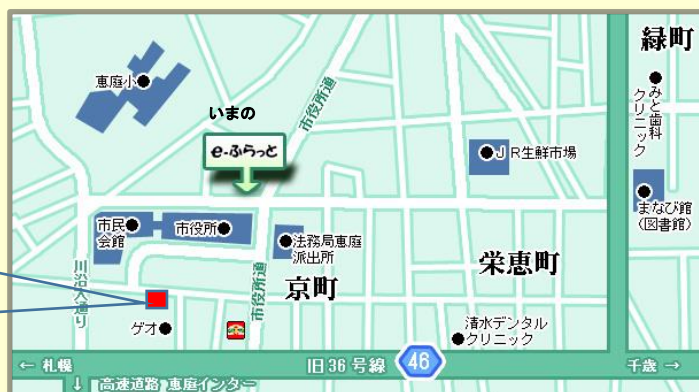 緑町
恵庭小
みと歯科
クリニック
いまの
市役所通
e-ふらっと
JR生鮮市場
まなび館
(図書館)
市民
会館
市役所
法務局恵庭
派出所
栄恵町
川沿大通り
市役所通
京町
ゲオ
清水デンタル
クリニック
← 札幌
旧36号線
46
千歳 →
↓ 高速道路 恵庭インター